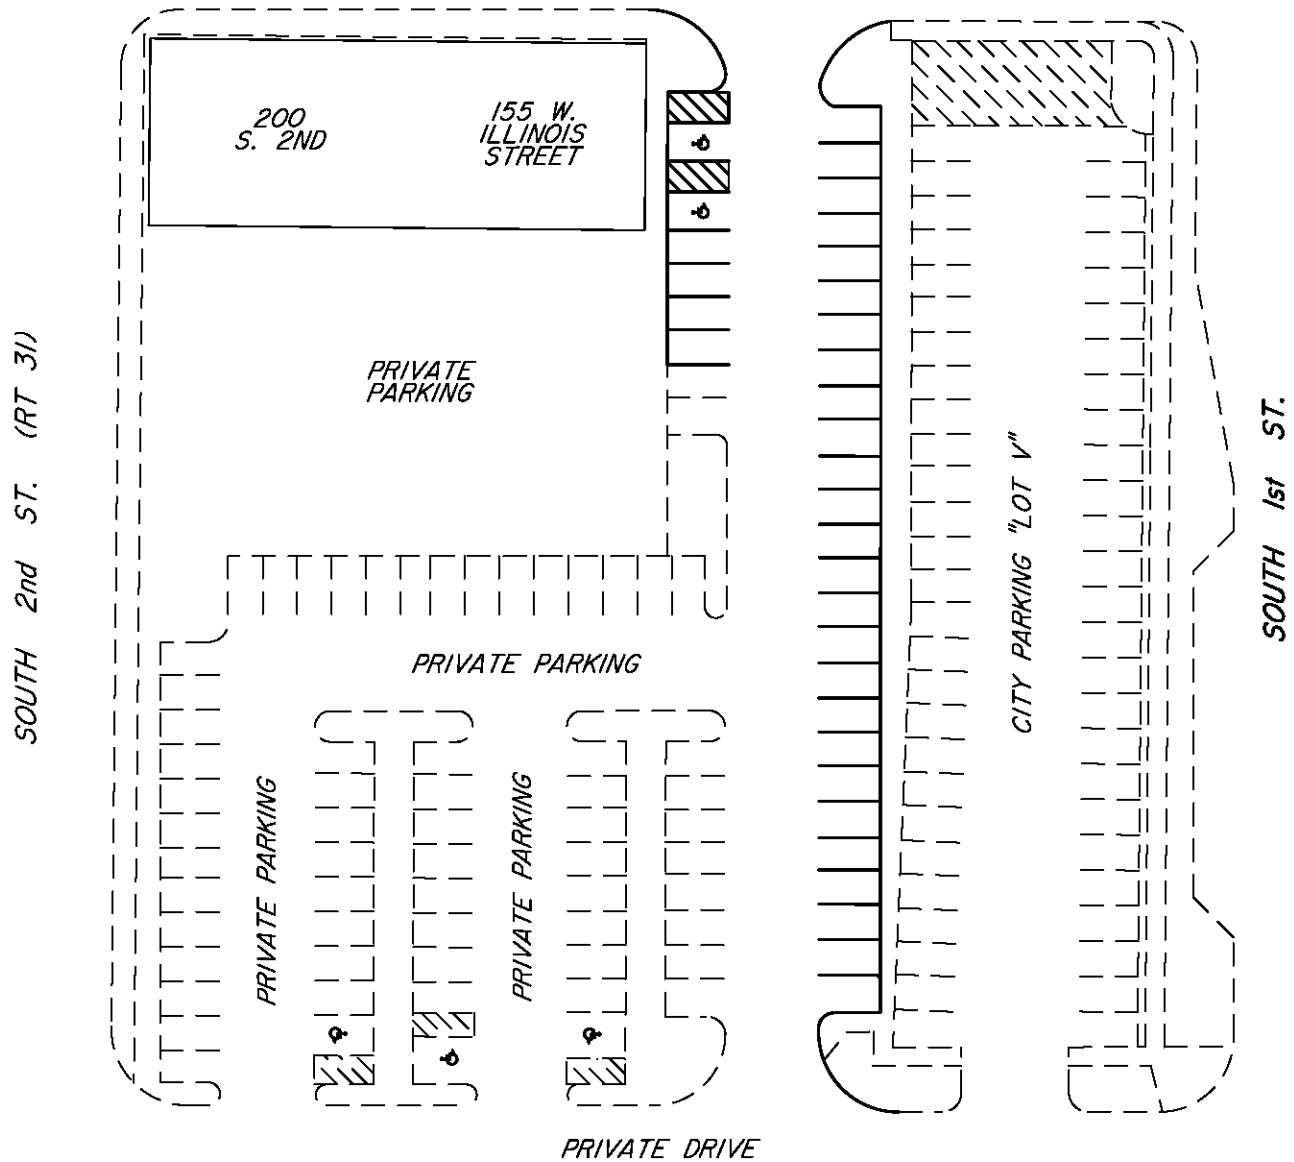 200
S. 2ND
155 W.
ILLINOIS
STREET
PRIVATE
PARKING
SOUTH 2nd ST. (RT 31)
PRIVATE PARKING
PRIVATE PARKING
PRIVATE PARKING
CITY PARKING "LOT V"
SOUTH 1st ST.
PRIVATE DRIVE